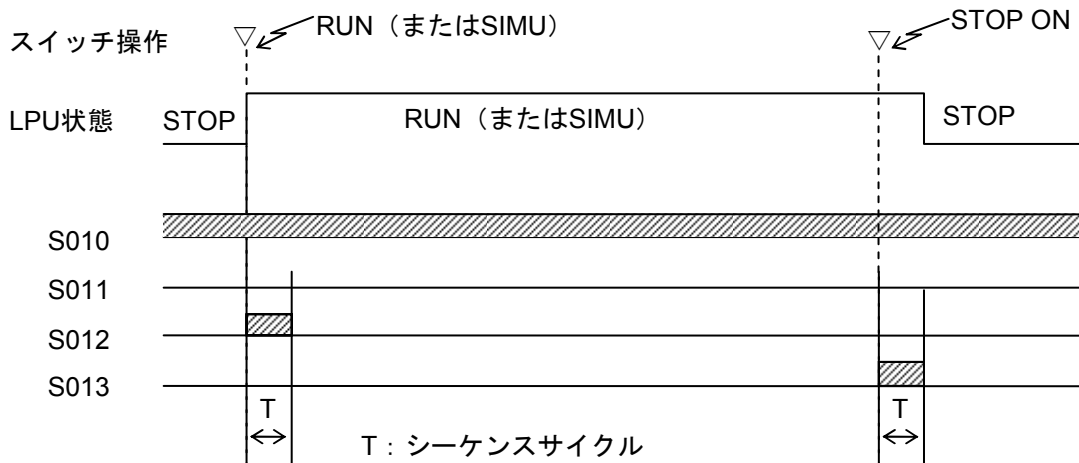 スイッチ操作
RUN（またはSIMU）
STOP ON
LPU状態
STOP
RUN（またはSIMU）
STOP
S010
S011
S012
S013
T
T
T：シーケンスサイクル